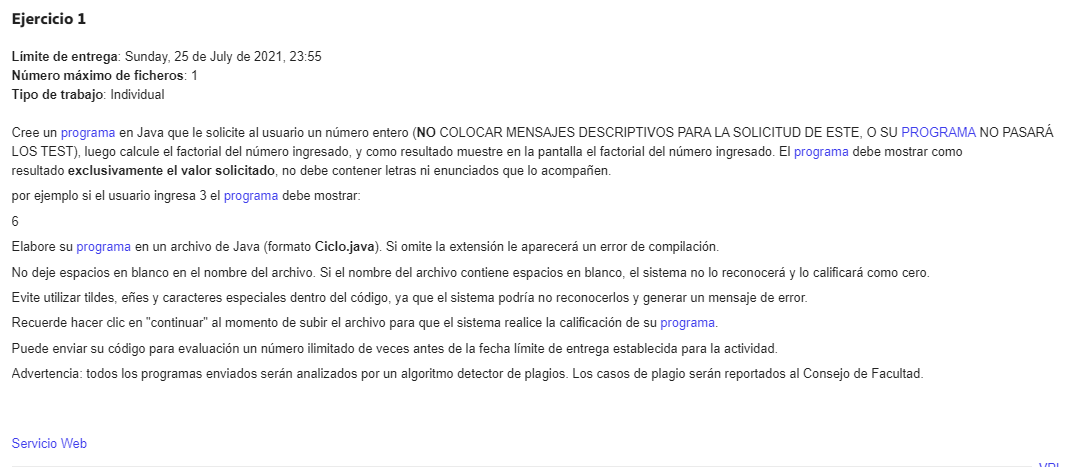 Ejercicio 1
Límite de entrega: Sunday, 25 de July de 2021, 23:55
Número máximo de ficheros: 1
Tipo de trabajo: Individual
Cree un programa en Java que le solicite al usuario un número entero (NO COLOCAR MENSAJES DESCRIPTIVOS PARA LA SOLICITUD DE ESTE, O SU PROGRAMA NO PASARÁ
LOS TEST), luego calcule el factorial del número ingresado, y como resultado muestre en la pantalla el factorial del número ingresado. El programa debe mostrar como
resultado exclusivamente el valor solicitado, no debe contener letras ni enunciados que lo acompañen.
por ejemplo si el usuario ingresa 3 el programa debe mostrar:
6
Elabore su programa en un archivo de Java (formato Ciclo.java). Si omite la extensión le aparecerá un error de compilación.
No deje espacios en blanco en el nombre del archivo. Si el nombre del archivo contiene espacios en blanco, el sistema no lo reconocerá y lo calificará como cero.
Evite utilizar tildes, eñes y caracteres especiales dentro del código, ya que el sistema podría no reconocerlos y generar un mensaje de error.
Recuerde hacer clic en "continuar" al momento de subir el archivo para que el sistema realice la calificación de su programa.
Puede enviar su código para evaluación un número ilimitado de veces antes de la fecha límite de entrega establecida para la actividad.
Advertencia: todos los programas enviados serán analizados por un algoritmo detector de plagios. Los casos de plagio serán reportados al Consejo de Facultad.
Servicio Web
VPL